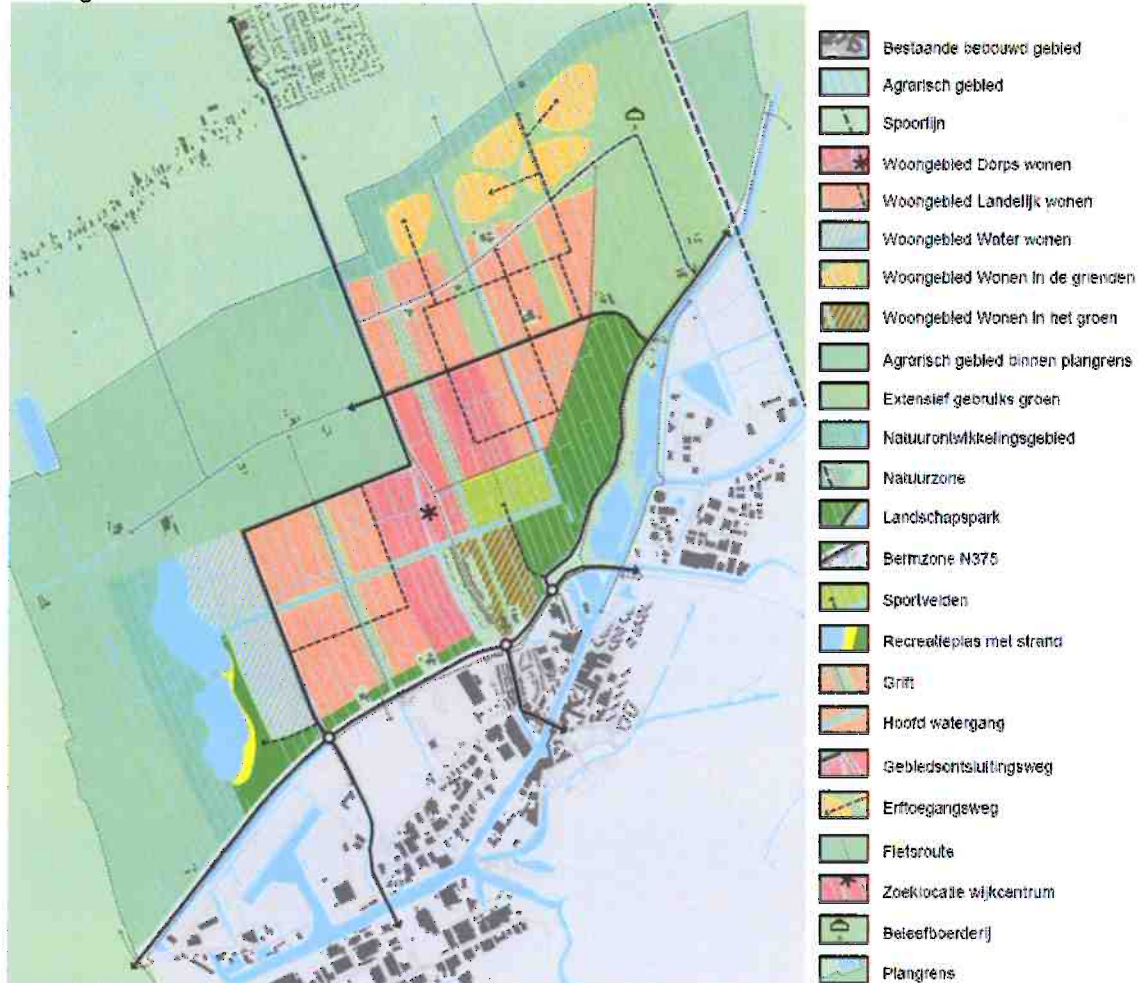 Bestaande bebouwd gebied
Agrarisch gebied
Spoorlijn
Woongebied Dorps wonen
Woongebied Landelijk wonen
Woongebied Water wonen
Woongebied Wonen in de grienden
Woongebied Wonen in het groen
Agrarisch gebied binnen plangrens
Extensief gebruiks groen
Natuurontwikkelingsgebied
Natuurzone
Landschapspark
Bermzone N375
Sportvelden
Recreatieplas met strand
Grift
Hoofd watergang
Gebiedsontsluitingsweg
Erftoegangsweg
Fietsroute
Zoeklocatie wijkcentrum
Beleefboerderij
Plangrens